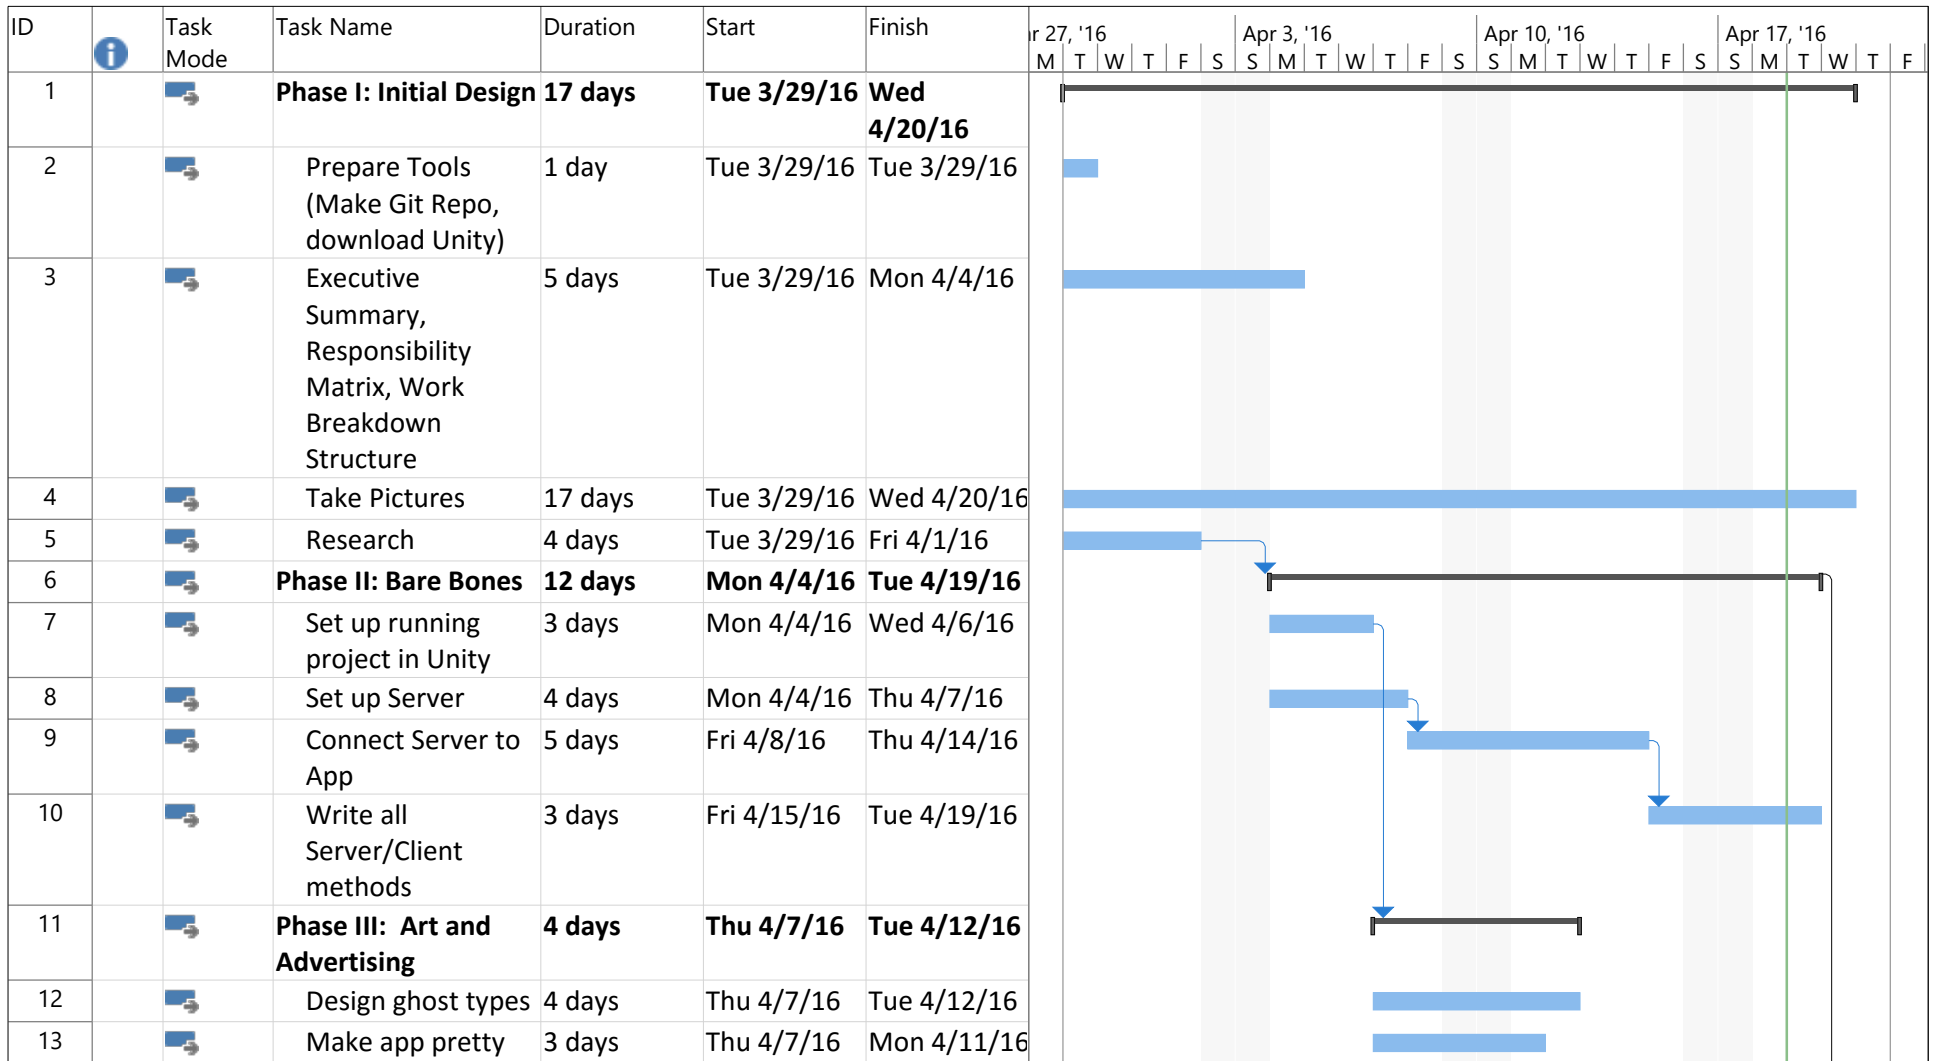 ID Task Mode Task Name Duration Start Finish r 27, '16 Apr 3, '16 Apr 10, '16 Apr 17, '16
M T W T F S S M T W T F S S M T W T F S S M T W T F
1 Phase I: Initial Design 17 days Tue 3/29/16 Wed
4/20/16
2 Prepare Tools 1 day Tue 3/29/16 Tue 3/29/16
(Make Git Repo,
download Unity)
3 Executive 5 days Tue 3/29/16 Mon 4/4/16
Summary,
Responsibility
Matrix, Work
Breakdown
Structure
4 Take Pictures 17 days Tue 3/29/16 Wed 4/20/16
5 Research 4 days Tue 3/29/16 Fri 4/1/16
6 Phase II: Bare Bones 12 days Mon 4/4/16 Tue 4/19/16
7 Set up running 3 days Mon 4/4/16 Wed 4/6/16
project in Unity
8 Set up Server 4 days Mon 4/4/16 Thu 4/7/16
9 Connect Server to 5 days Fri 4/8/16 Thu 4/14/16
App
10 Write all 3 days Fri 4/15/16 Tue 4/19/16
Server/Client
methods
11 Phase III: Art and 4 days Thu 4/7/16 Tue 4/12/16
Advertising
12 Design ghost types 4 days Thu 4/7/16 Tue 4/12/16
13 Make app pretty 3 days Thu 4/7/16 Mon 4/11/16